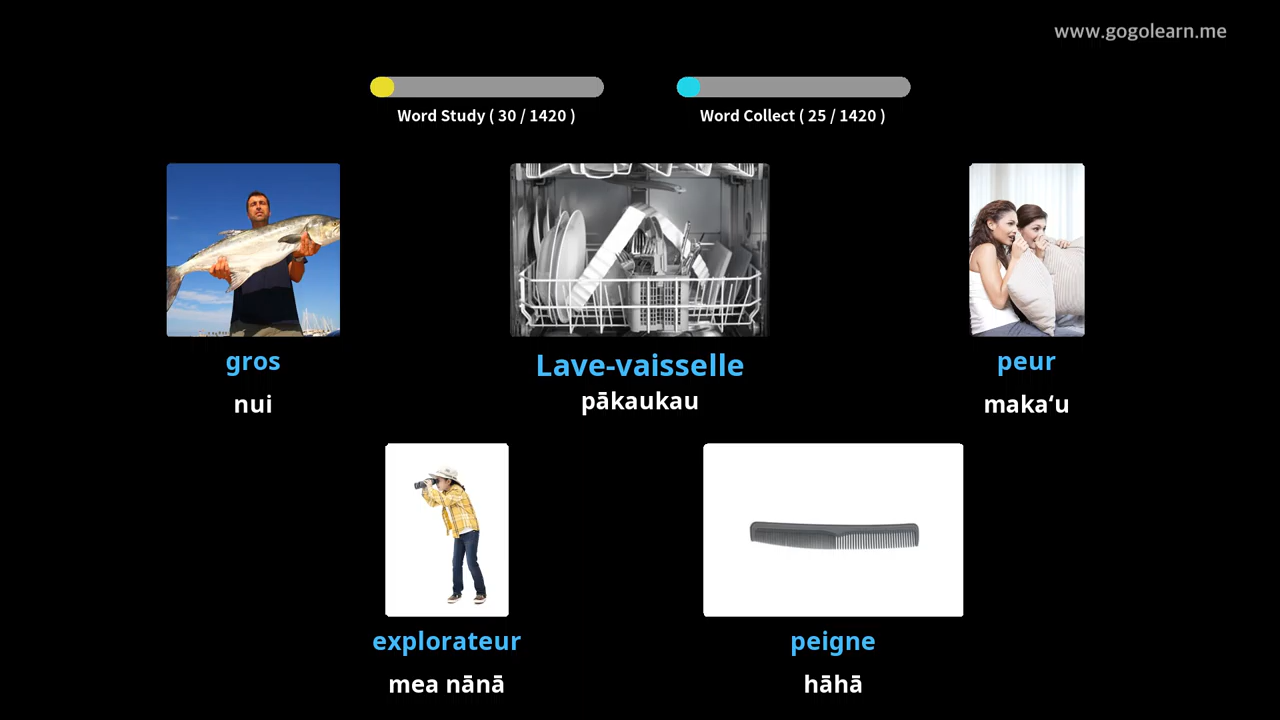 www.gogolearn.me
Word Study ( 30 / 1420 )
Word Collect ( 25 / 1420 )
gros
nui
Lave-vaisselle
pākaukau
peur
makaʻu
explorateur
mea nānā
peigne
hāhā